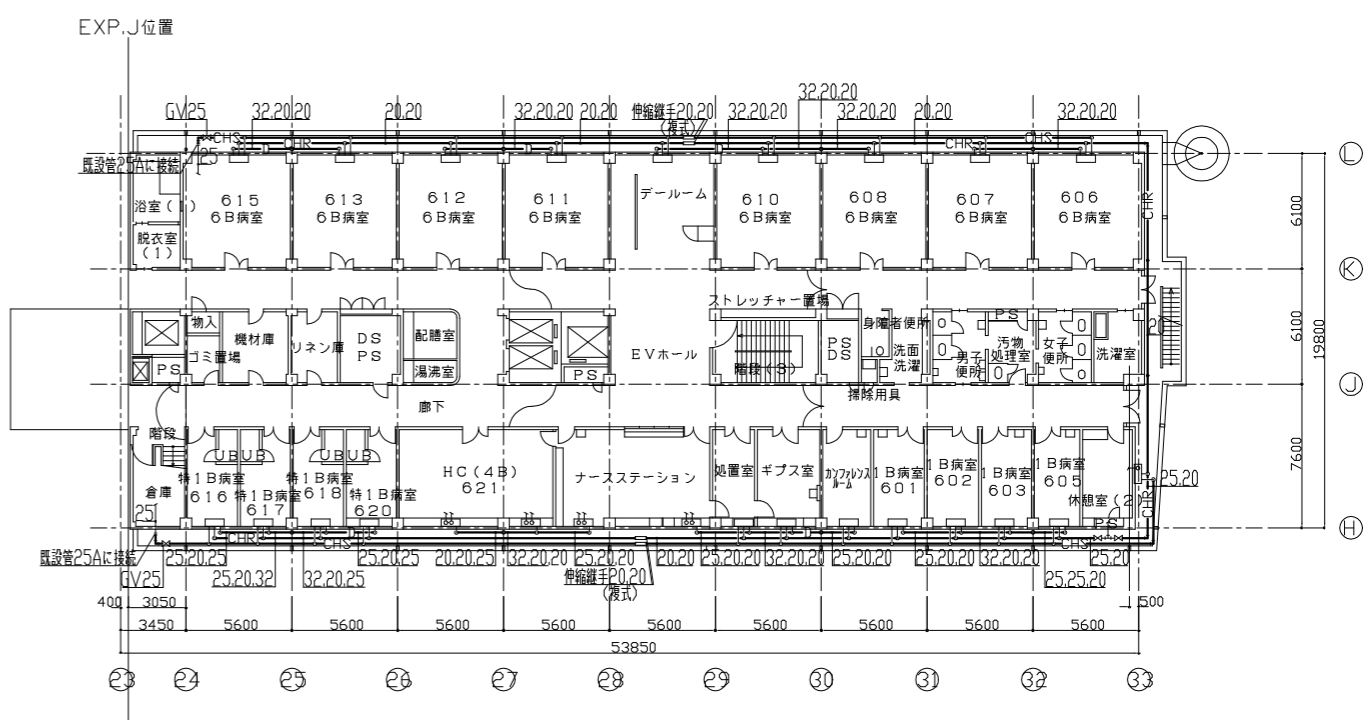 EXP.J位置
GV25
32.20.20
20.20
32.20.20
20.20
伸縮継手20.20
(複式)
32.20.20
32.20.20
32.20.20
20.20
32.20.20
CHS
CHR
CHR
CHS
既設管25Aに接続
25
CHR
浴室(1)
脱衣室
(1)
615
6B病室
613
6B病室
612
6B病室
611
6B病室
デールーム
610
6B病室
608
6B病室
607
6B病室
606
6B病室
L
K
J
H
6100
6100
7600
19800
ストレッチャー置場
物入
ゴミ置場
機材庫
リネン庫
DS
PS
配膳室
湯沸室
PS
PS
EVホール
階段(3)
PS
DS
身障者便所
洗面
洗濯
男子
便所
PS
汚物
処理室
女子
便所
洗濯室
20
掃除用具
廊下
階段
倉庫
UB
UB
UB
UB
特1B病室
616
特1B病室
617
特1B病室
618
特1B病室
620
HC(4B)
621
ナースステーション
処置室
ギプス室
カンファレンス
ルーム
1B病室
601
1B病室
602
1B病室
603
1B病室
605
休憩室(2)
PS
25.20
CHR
25
既設管25Aに接続
GV25
CHR
CHS
CHS
25.20.25
25.20.32
32.20.25
25.20.25
20.20.25
25.20.20
伸縮継手20.20
(複式)
20.20
25.20.20
32.20.20
25.20.20
25.20.20
32.20.20
25.25.20
25.20
400
3050
500
3450
5600
5600
5600
5600
5600
5600
5600
5600
5600
53850
23
24
25
26
27
28
29
30
31
32
33